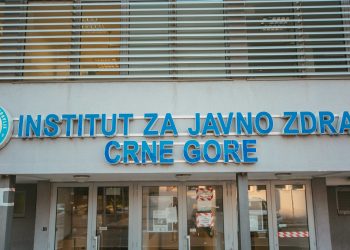 INSTITUT ZA JAVNO ZDRA
CRNE GORE